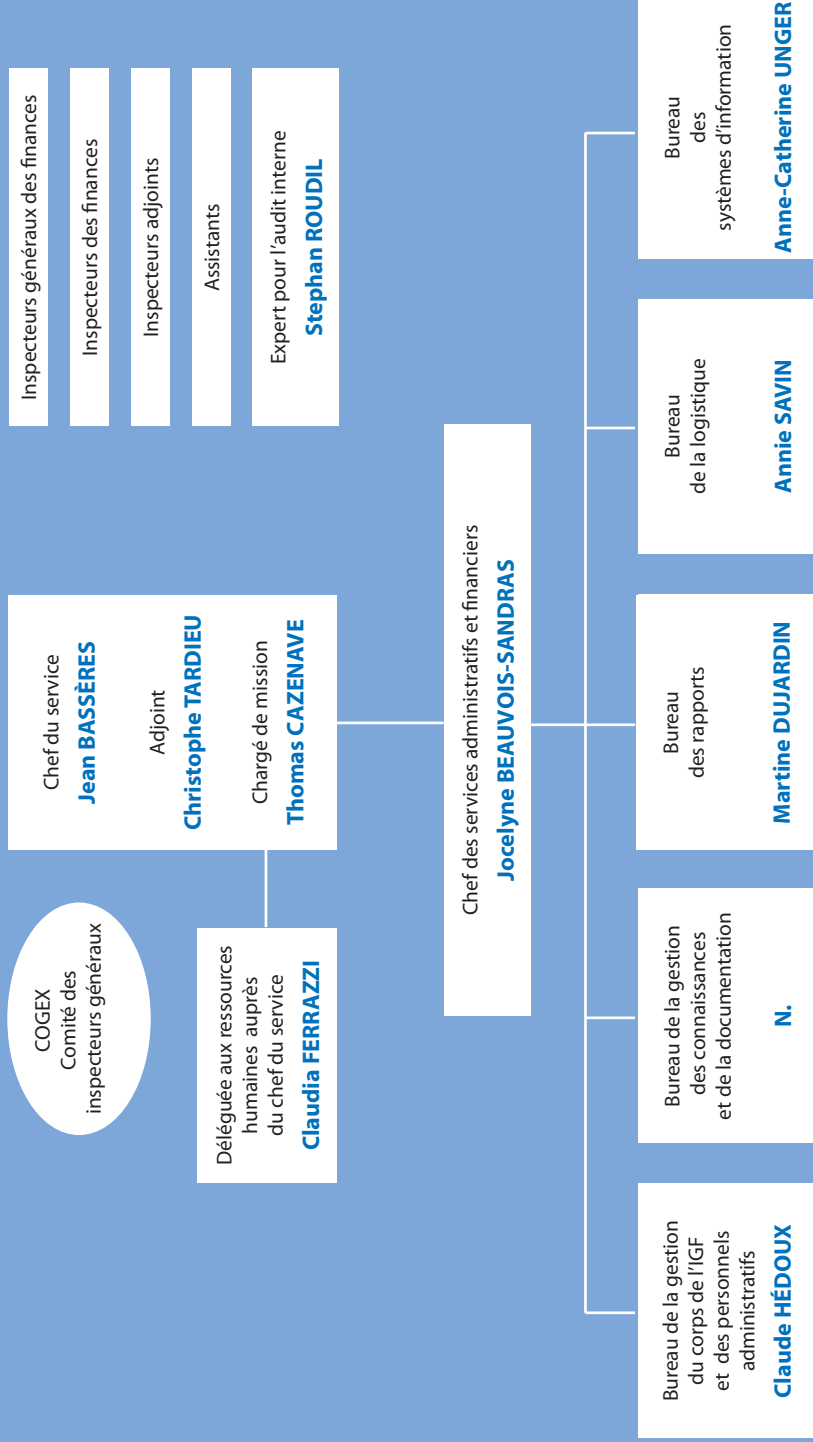 COGEX
Comité des
inspecteurs généraux
Chef du service
Jean BASSÈRES
Adjoint
Christophe TARDIEU
Chargé de mission
Thomas CAZENAVE
Inspecteurs généraux des finances
Inspecteurs des finances
Inspecteurs adjoints
Assistants
Expert pour l'audit interne
Stephan ROUDIL
Déléguée aux ressources
humaines auprès
du chef du service
Claudia FERRAZZI
Chef des services administratifs et financiers
Jocelyne BEAUVOIS-SANDRAS
Bureau de la gestion
du corps de l'IGF
et des personnels
administratifs
Claude HÉDOUX
Bureau de la gestion
des connaissances
et de la documentation
N.
Bureau
des rapports
Martine DUJARDIN
Bureau
de la logistique
Annie SAVIN
Bureau
des
systèmes d'information
Anne-Catherine UNGER